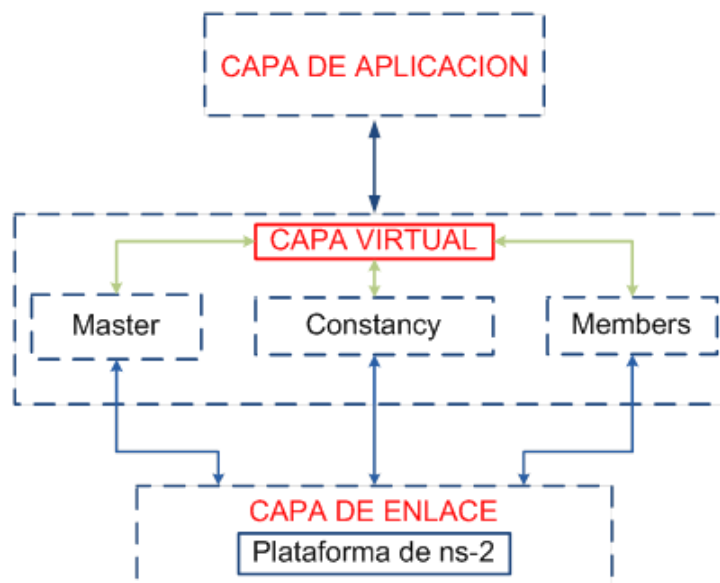 CAPA DE APLICACION
CAPA VIRTUAL
Master
Constancy
Members
CAPA DE ENLACE
Plataforma de ns-2